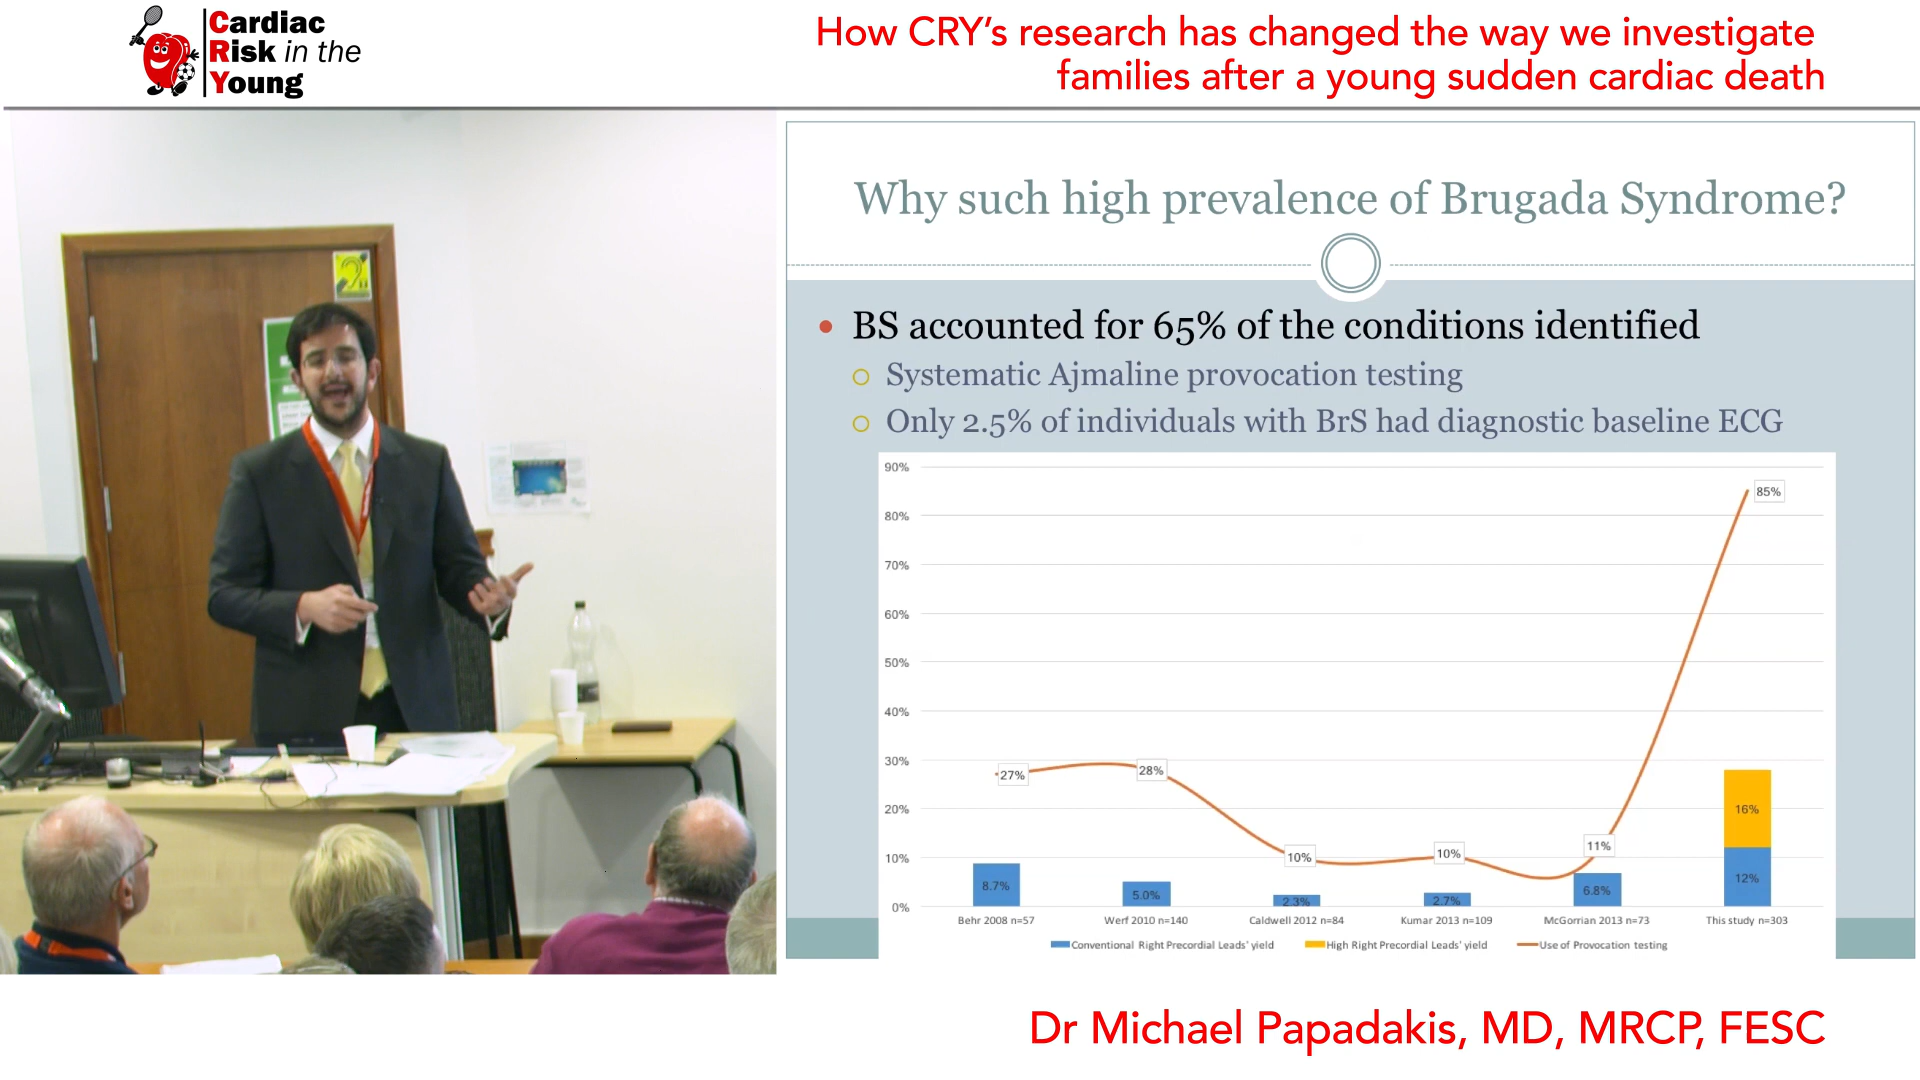 Cardiac
Risk in the
Young
How CRY's research has changed the way we investigate
families after a young sudden cardiac death
Why such high prevalence of Brugada Syndrome?
BS accounted for 65% of the conditions identified
Systematic Ajmaline provocation testing
Only 2.5% of individuals with BrS had diagnostic baseline ECG
90%
80%
70%
60%
50%
40%
30%
20%
10%
0%
27%
28%
10%
10%
11%
85%
8.7%
5.0%
2.3%
2.7%
6.8%
16%
12%
Behr 2008 n=57
Werf 2010 n=140
Caldwell 2012 n=84
Kumar 2013 n=109
McGorrian 2013 n=73
This study n=303
Conventional Right Precordial Leads' yield
High Right Precordial Leads' yield
Use of Provocation testing
Dr Michael Papadakis, MD, MRCP, FESC